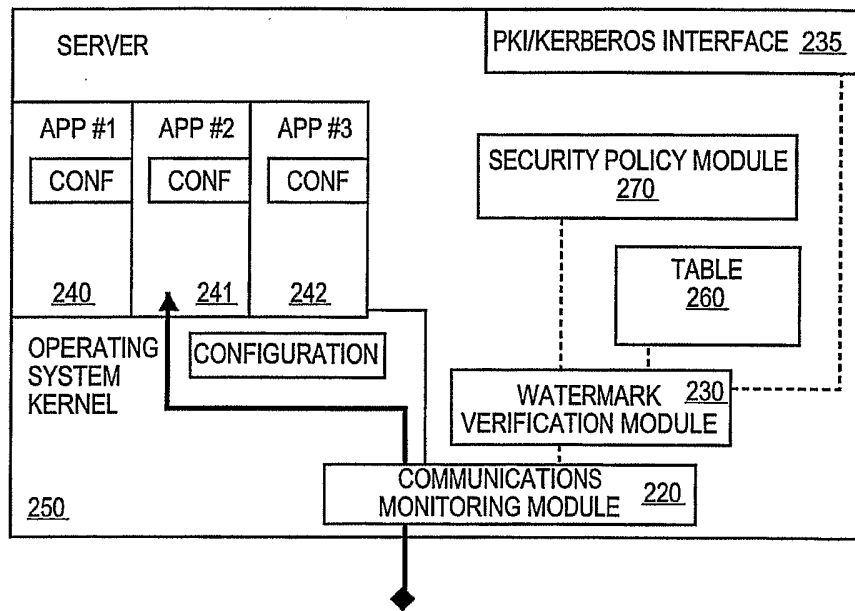 SERVER
PKI/KERBEROS INTERFACE 235
APP #1
APP #2
APP #3
CONF
CONF
CONF
240
241
242
SECURITY POLICY MODULE
270
TABLE
260
OPERATING
SYSTEM
KERNEL
CONFIGURATION
WATERMARK 230
VERIFICATION MODULE
COMMUNICATIONS
MONITORING MODULE 220
250